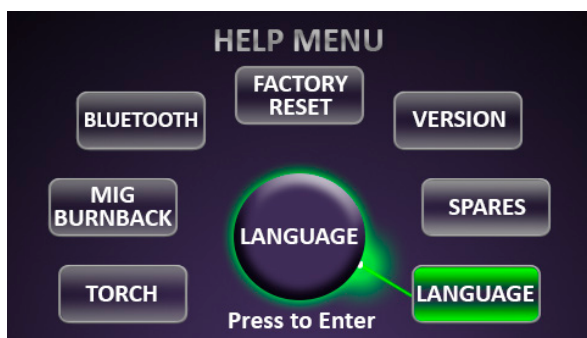 HELP MENU
FACTORY
RESET
BLUETOOTH
VERSION
MIG
BURNBACK
SPARES
LANGUAGE
TORCH
LANGUAGE
Press to Enter